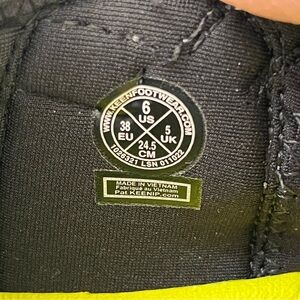 WWW.KEENFOOTWEAR.COM
6
US
38
EU
5
UK
24.5
CM
1026321 LSN 011522
MADE IN VIETNAM
Fabriqué au Vietnam
Pat KEENIP.COM